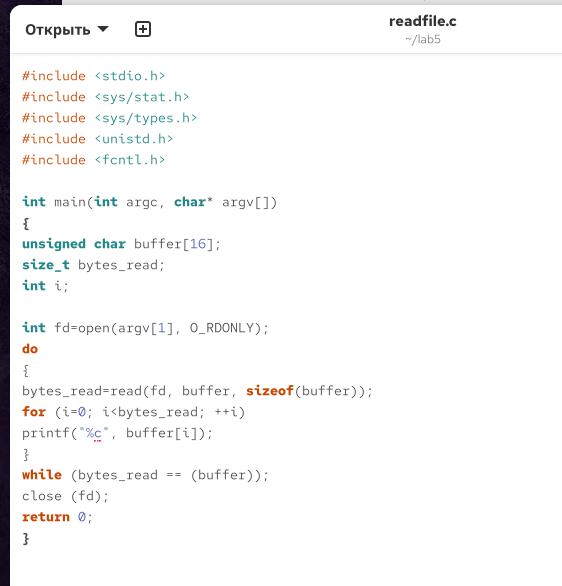 Открыть
readfile.c
~/lab5
#include <stdio.h>
#include <sys/stat.h>
#include <sys/types.h>
#include <unistd.h>
#include <fcntl.h>
int main(int argc, char* argv[])
{
unsigned char buffer[16];
size_t bytes_read;
int i;
int fd=open(argv[1], O_RDONLY);
do
{
bytes_read=read(fd, buffer, sizeof(buffer));
for (i=0; i<bytes_read; ++i)
printf("%c", buffer[i]);
}
while (bytes_read == (buffer));
close (fd);
return 0;
}